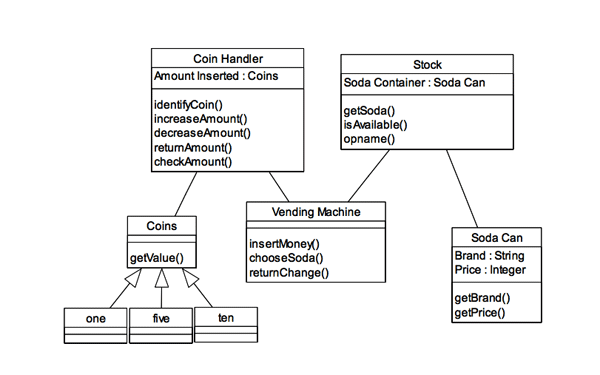 Coin Handler
Amount Inserted : Coins
identifyCoin()
increaseAmount()
decreaseAmount()
returnAmount()
checkAmount()
Stock
Soda Container : Soda Can
getSoda()
isAvailable()
opname()
Coins
getValue()
Vending Machine
insertMoney()
chooseSoda()
returnChange()
Soda Can
Brand : String
Price : Integer
getBrand()
getPrice()
one
five
ten